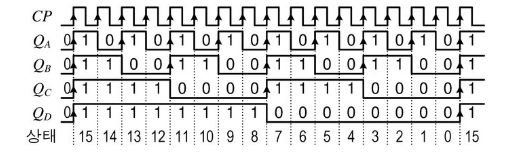 CP
Q_A 0 1 0 1 0 1 0 1 0 1 0 1 0 1 0 1 0 1
Q_B 0 1 1 0 0 1 1 0 0 1 1 0 0 1 1 0 0 1
Q_C 0 1 1 1 1 0 0 0 0 1 1 1 1 0 0 0 0 1
Q_D 0 1 1 1 1 1 1 1 1 0 0 0 0 0 0 0 0 1
상태 15 14 13 12 11 10 9 8 7 6 5 4 3 2 1 0 15